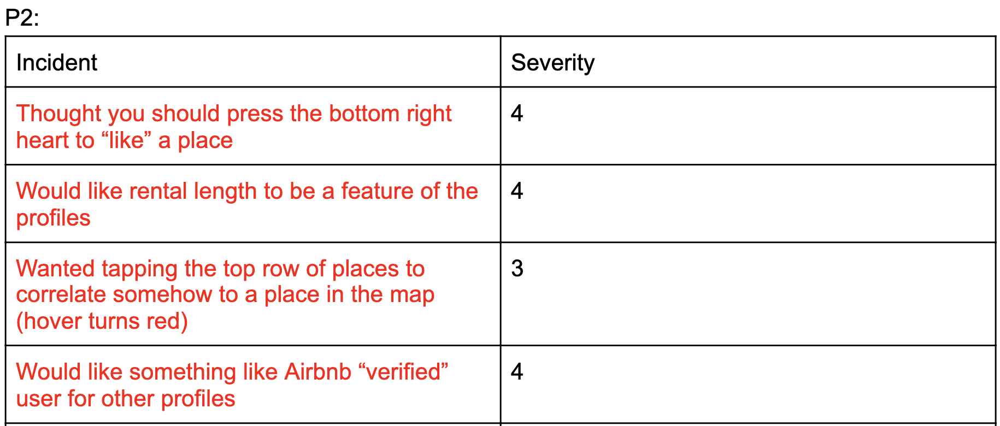 P2:
Incident
Severity
Thought you should press the bottom right
heart to “like” a place
4
Would like rental length to be a feature of the
profiles
4
Wanted tapping the top row of places to
correlate somehow to a place in the map
(hover turns red)
3
Would like something like Airbnb “verified”
user for other profiles
4